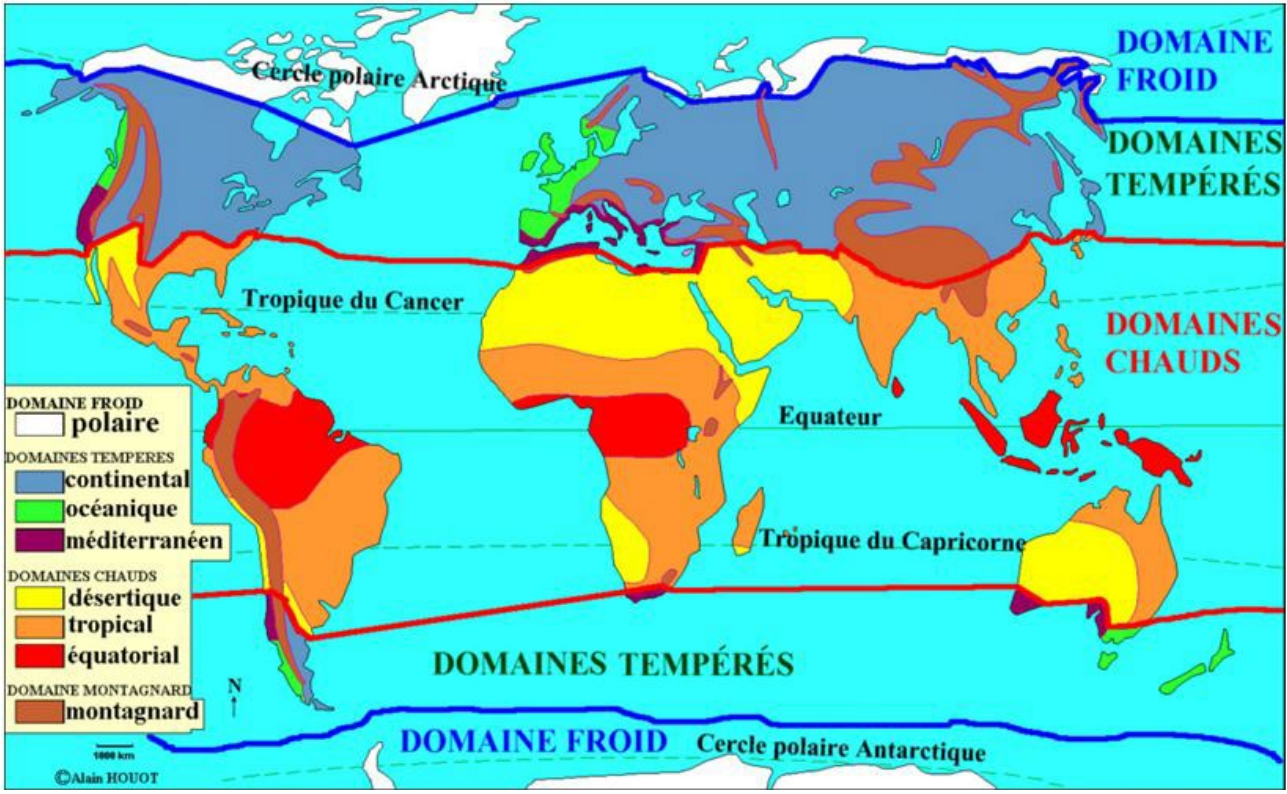 DOMAINE
FROID
Cercle polaire Arctique
DOMAINES
TEMPÉRÉS
Tropique du Cancer
DOMAINES
CHAUDS
Equateur
Tropique du Capricorne
DOMAINE FROID
polaire
DOMAINES TEMPERES
continental
océanique
méditerranéen
DOMAINES CHAUDS
désertique
tropical
équatorial
DOMAINE MONTAGNARD
montagnard
N
DOMAINES TEMPÉRÉS
DOMAINE FROID
Cercle polaire Antarctique
1000 km
©Alain HOUOT